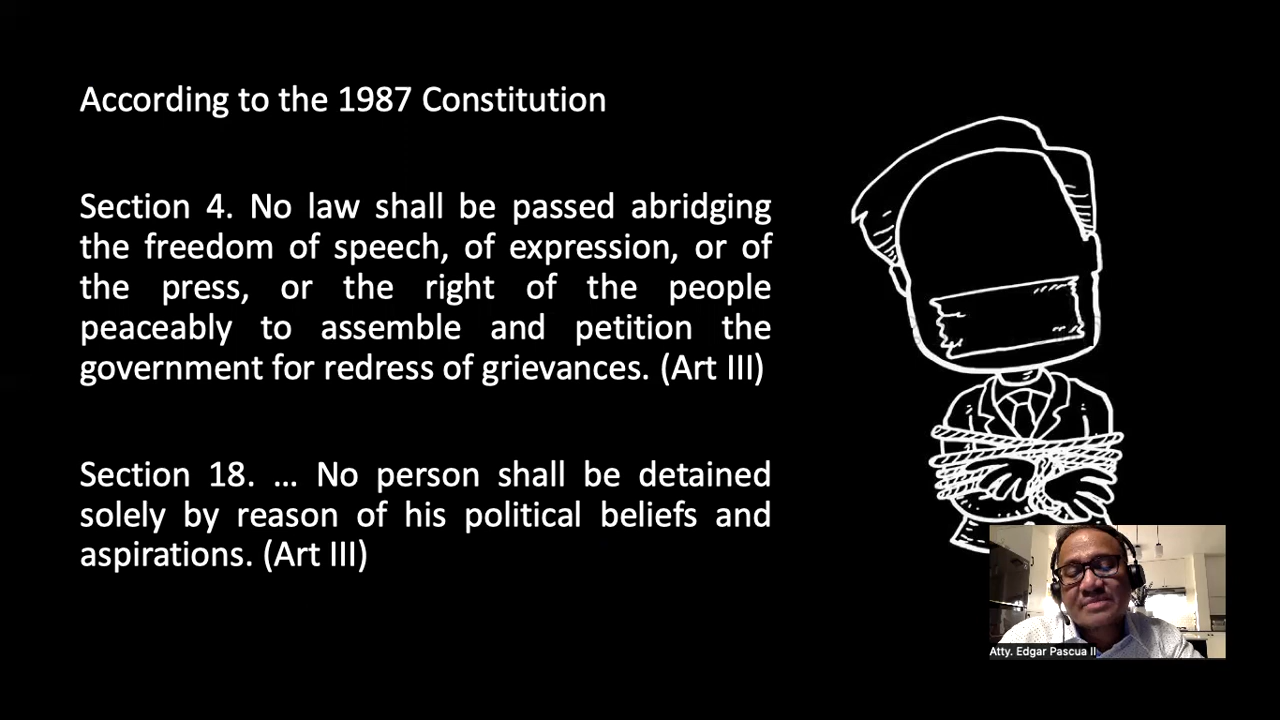 According to the 1987 Constitution
Section 4. No law shall be passed abridging
the freedom of speech, of expression, or of
the press, or the right of the people
peaceably to assemble and petition the
government for redress of grievances. (Art III)
Section 18. ... No person shall be detained
solely by reason of his political beliefs and
aspirations. (Art III)
Atty. Edgar Pascua II